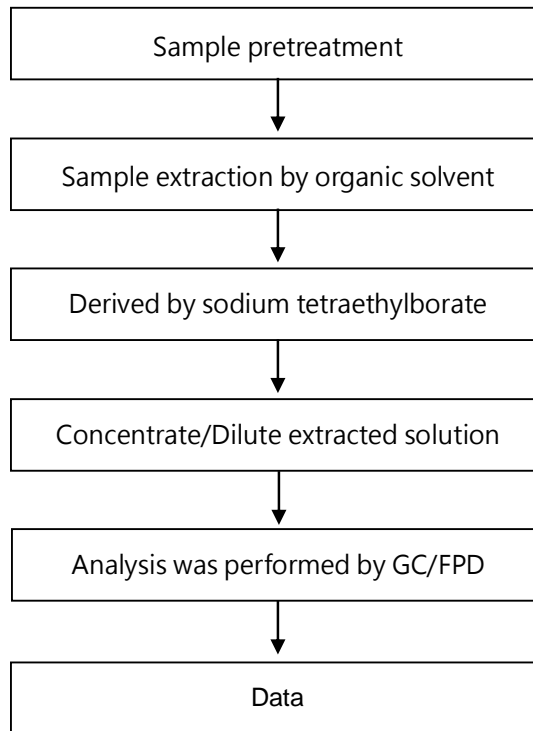 Sample pretreatment
Sample extraction by organic solvent
Derived by sodium tetraethylborate
Concentrate/Dilute extracted solution
Analysis was performed by GC/FPD
Data